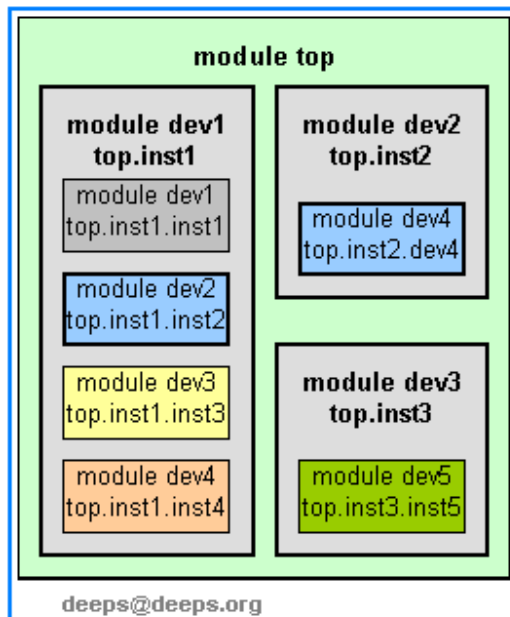 module top
module dev1
top.inst1
module dev1
top.inst1.inst1
module dev2
top.inst1.inst2
module dev3
top.inst1.inst3
module dev4
top.inst1.inst4
module dev2
top.inst2
module dev4
top.inst2.dev4
module dev3
top.inst3
module dev5
top.inst3.inst5
deeps@deeps.org